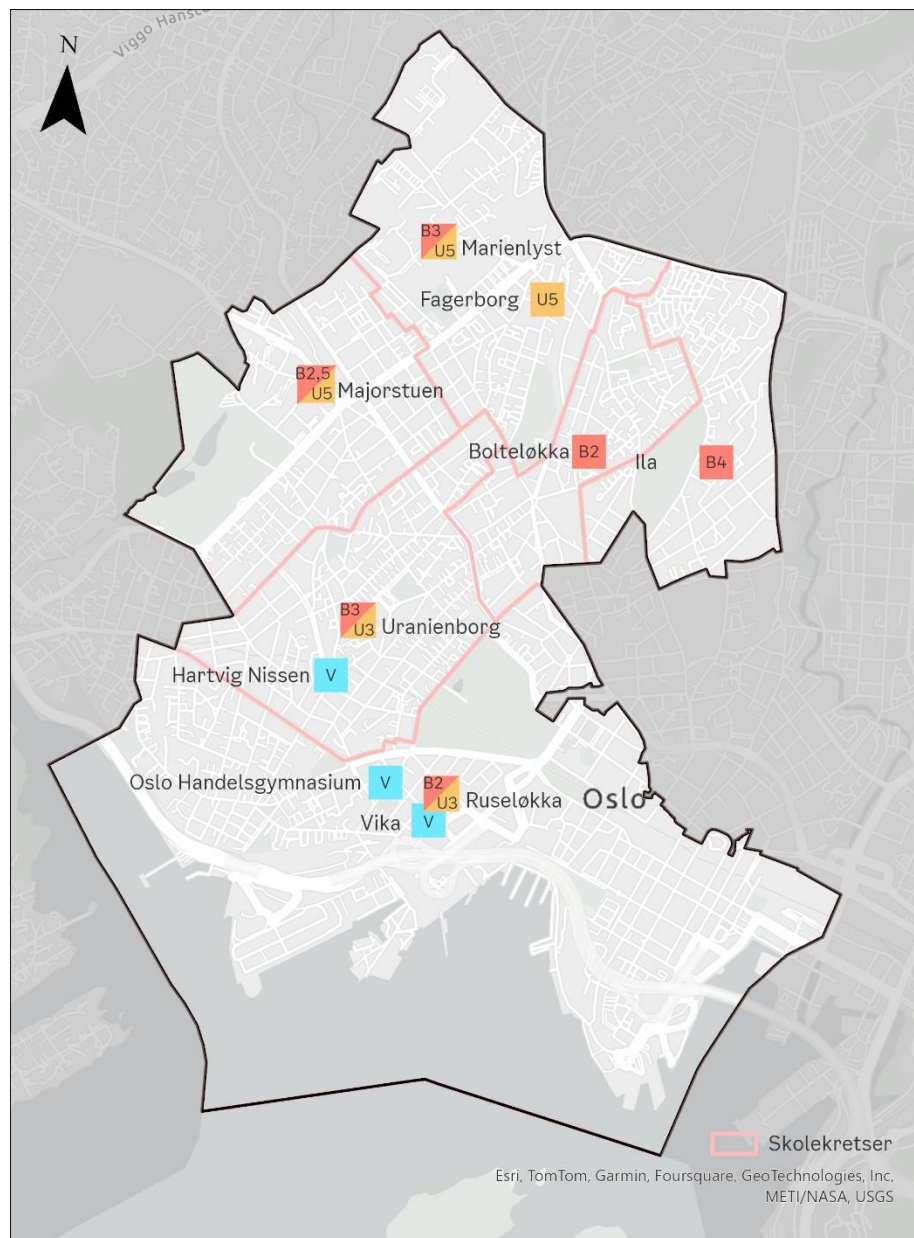 Viggo Hanste
N
B3
U5 Marienlyst
Fagerborg U5
B2,5
U5 Majorstuen
Bolteløkka B2
Ila B4
B3
U3 Uranienborg
Hartvig Nissen V
Oslo Handelsgymnasium V
B2
U3 Ruseløkka
Oslo
Vika V
Skolekretser
Esri, TomTom, Garmin, Foursquare, GeoTechnologies, Inc,
METI/NASA, USGS